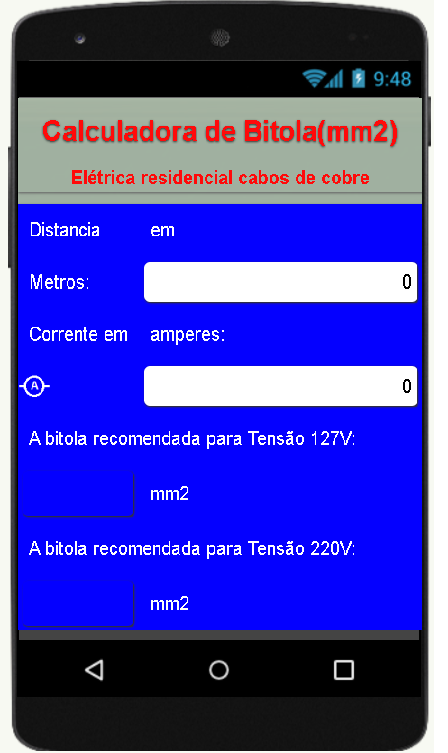 9:48
Calculadora de Bitola(mm2)
Elétrica residencial cabos de cobre
Distancia em
Metros: 0
Corrente em amperes:
A 0
A bitola recomendada para Tensão 127V:
mm2
A bitola recomendada para Tensão 220V:
mm2